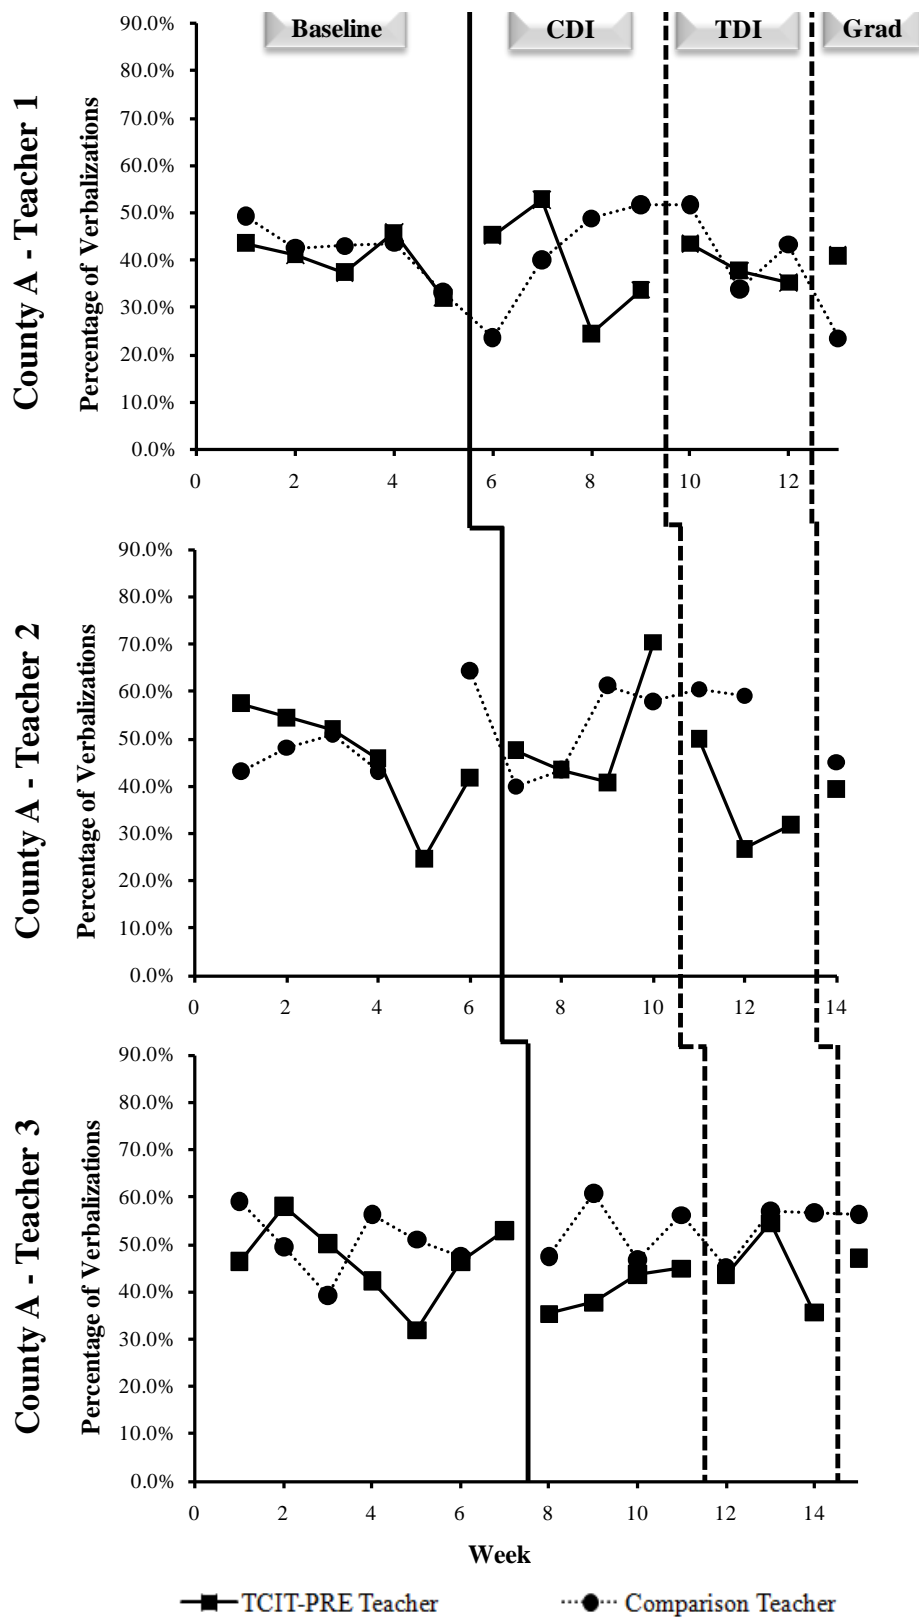 Baseline
CDI
TDI
Grad
County A - Teacher 1
Percentage of Verbalizations
90.0%
80.0%
70.0%
60.0%
50.0%
40.0%
30.0%
20.0%
10.0%
0.0%
0 2 4 6 8 10 12
County A - Teacher 2
Percentage of Verbalizations
90.0%
80.0%
70.0%
60.0%
50.0%
40.0%
30.0%
20.0%
10.0%
0.0%
0 2 4 6 8 10 12 14
County A - Teacher 3
Percentage of Verbalizations
90.0%
80.0%
70.0%
60.0%
50.0%
40.0%
30.0%
20.0%
10.0%
0.0%
0 2 4 6 8 10 12 14
Week
TCIT-PRE Teacher
Comparison Teacher